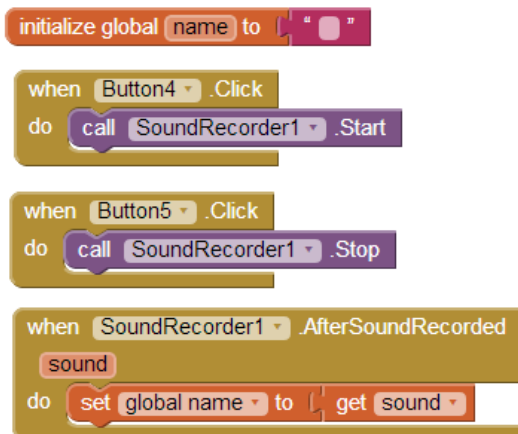 initialize global name to " "
when Button4 .Click
do call SoundRecorder1 .Start
when Button5 .Click
do call SoundRecorder1 .Stop
when SoundRecorder1 .AfterSoundRecorded
sound
do set global name to get sound